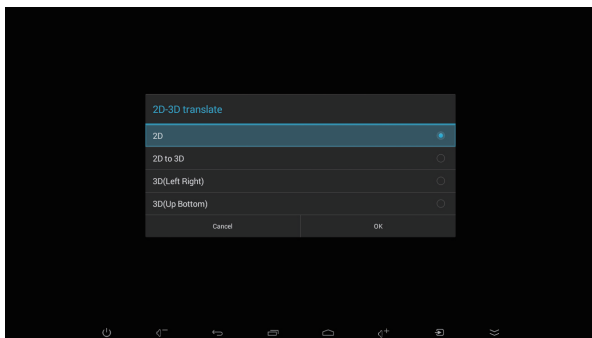 2D-3D translate
2D
2D to 3D
3D(Left Right)
3D(Up Bottom)
Cancel OK